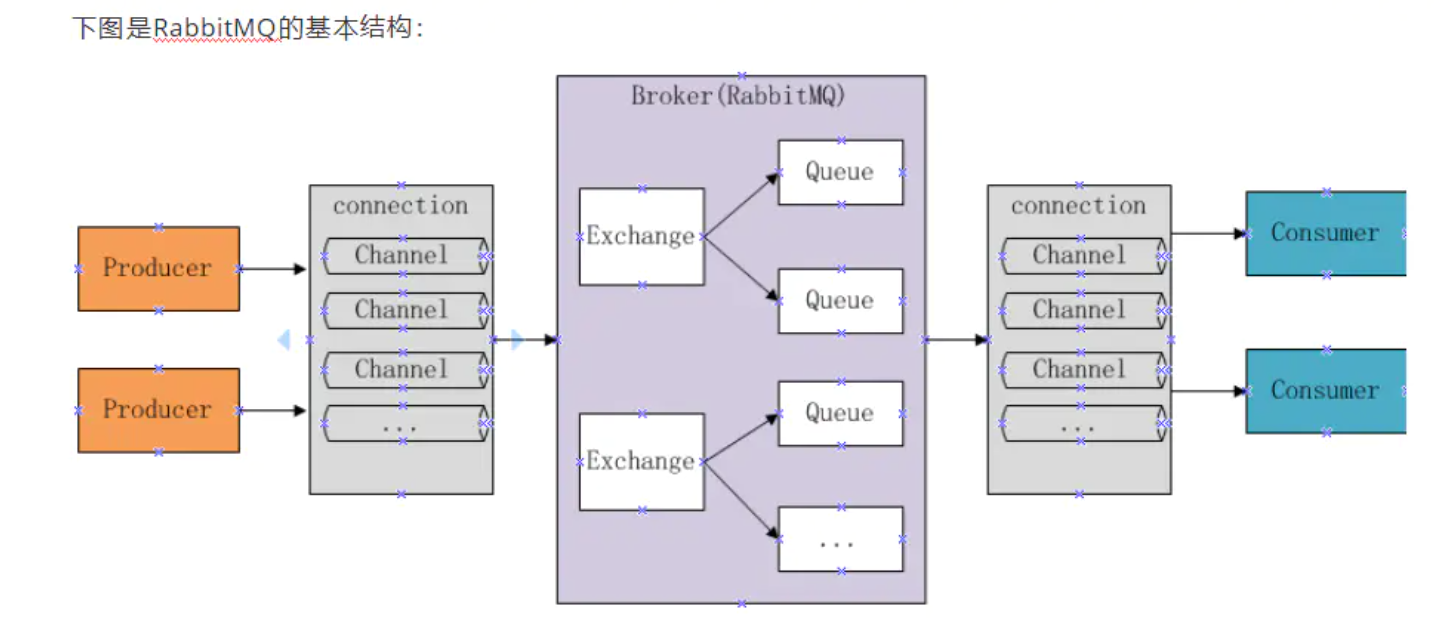 下图是RabbitMQ的基本结构：
Broker(RabbitMQ)
Producer
Producer
connection
Channel
Channel
Channel
...
Exchange
Queue
Queue
Exchange
Queue
...
connection
Channel
Channel
Channel
...
Consumer
Consumer